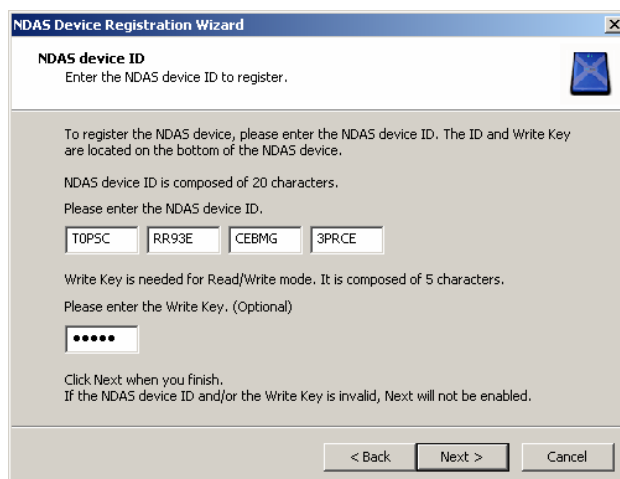 NDAS Device Registration Wizard
NDAS device ID
Enter the NDAS device ID to register.
To register the NDAS device, please enter the NDAS device ID. The ID and Write Key
are located on the bottom of the NDAS device.
NDAS device ID is composed of 20 characters.
Please enter the NDAS device ID.
T0PSC RR93E CEBMG 3PRCE
Write Key is needed for Read/Write mode. It is composed of 5 characters.
Please enter the Write Key. (Optional)
•••••
Click Next when you finish.
If the NDAS device ID and/or the Write Key is invalid, Next will not be enabled.
< Back Next > Cancel